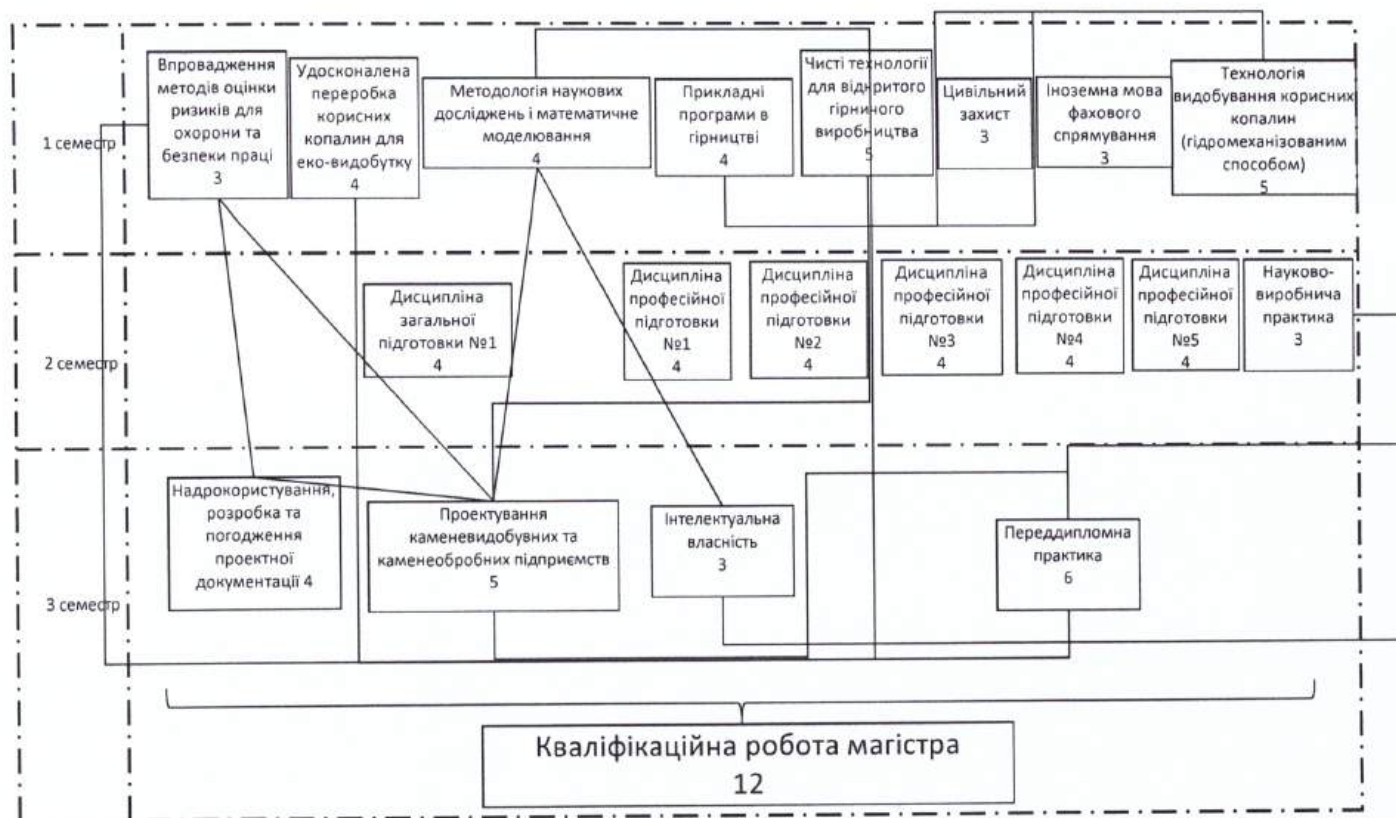 1 семестр
Впровадження
методів оцінки
ризиків для
охорони та
безпеки праці
3
Удосконалена
переробка
корисних
копалин для
еко-видобутку
4
Методологія наукових
досліджень і математичне
моделювання
4
Прикладні
програми в
гірництві
4
Чисті технології
для відкритого
гірничого
виробництва
5
Цивільний
захист
3
Іноземна мова
фахового
спрямування
3
Технологія
видобування корисних
копалин
(гідромеханізованим
способом)
5
2 семестр
Дисципліна
загальної
підготовки №1
4
Дисципліна
професійної
підготовки
№1
4
Дисципліна
професійної
підготовки
№2
4
Дисципліна
професійної
підготовки
№3
4
Дисципліна
професійної
підготовки
№4
4
Дисципліна
професійної
підготовки
№5
4
Науково-
виробнича
практика
3
3 семестр
Надрокористування,
розробка та
погодження
проектної
документації 4
Проектування
каменевидобувних та
каменеобробних підприємств
5
Інтелектуальна
власність
3
Переддипломна
практика
6
Кваліфікаційна робота магістра
12